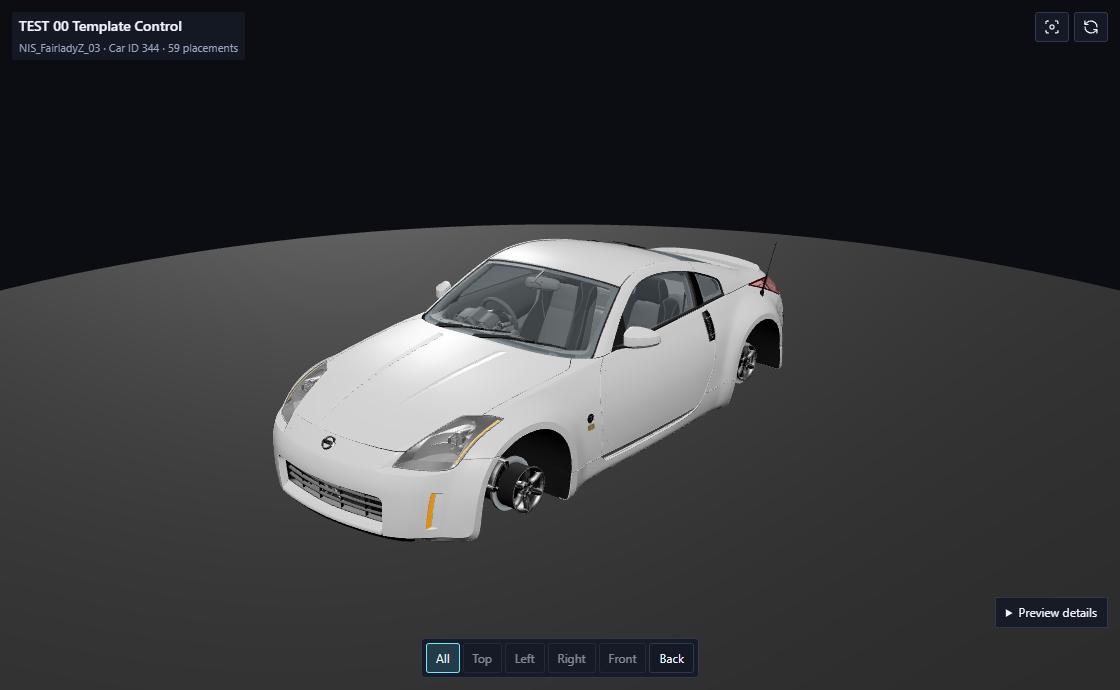 TEST 00 Template Control
NIS_FairladyZ_03 · Car ID 344 · 59 placements
Preview details
All Top Left Right Front Back